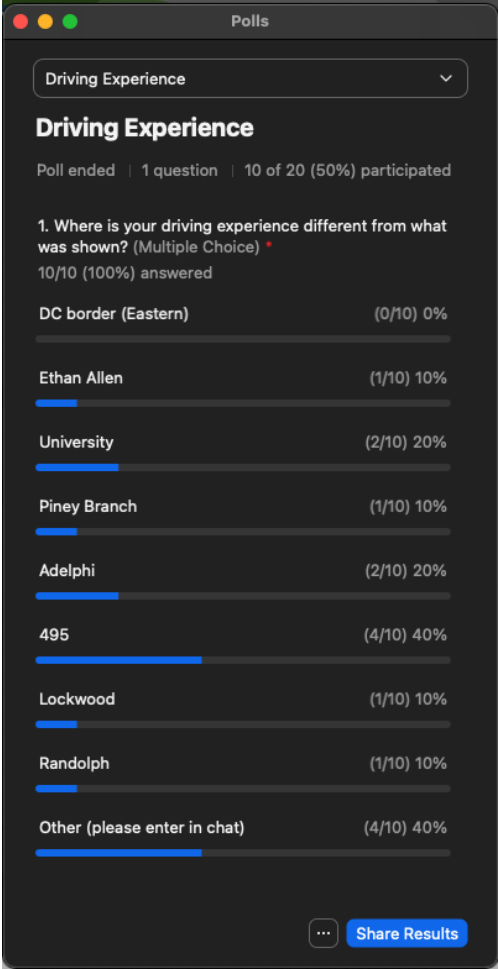 Polls
Driving Experience
Driving Experience
Poll ended | 1 question | 10 of 20 (50%) participated
1. Where is your driving experience different from what
was shown? (Multiple Choice) *
10/10 (100%) answered
DC border (Eastern) (0/10) 0%
Ethan Allen (1/10) 10%
University (2/10) 20%
Piney Branch (1/10) 10%
Adelphi (2/10) 20%
495 (4/10) 40%
Lockwood (1/10) 10%
Randolph (1/10) 10%
Other (please enter in chat) (4/10) 40%
... Share Results